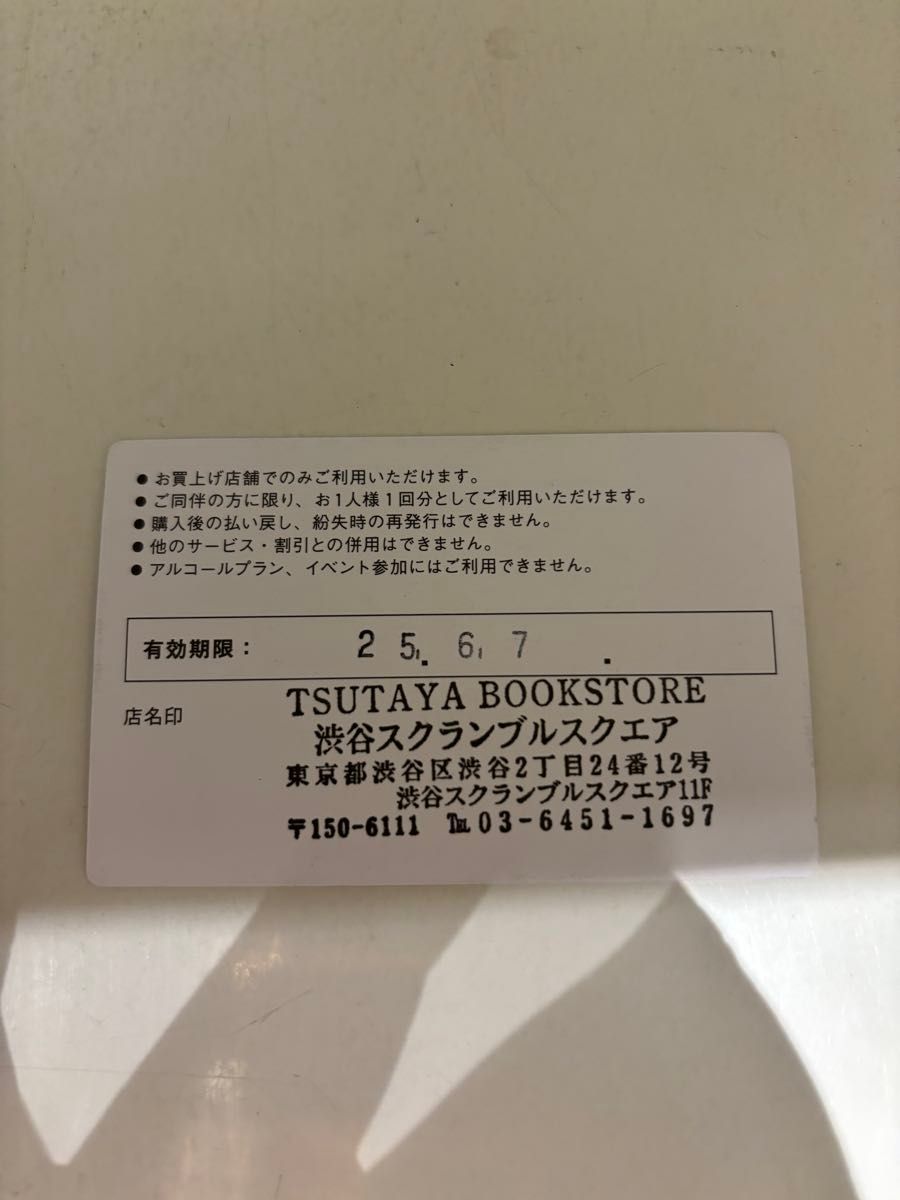 ● お買上げ店舗でのみご利用いただけます。
● ご同伴の方に限り、お1人様1回分としてご利用いただけます。
● 購入後の払い戻し、紛失時の再発行はできません。
● 他のサービス・割引との併用はできません。
● アルコールプラン、イベント参加にはご利用できません。
有効期限： 25. 6. 7 .
店名印
TSUTAYA BOOKSTORE
渋谷スクランブルスクエア
東京都渋谷区渋谷2丁目24番12号
渋谷スクランブルスクエア11F
〒150-6111 ℡03-6451-1697